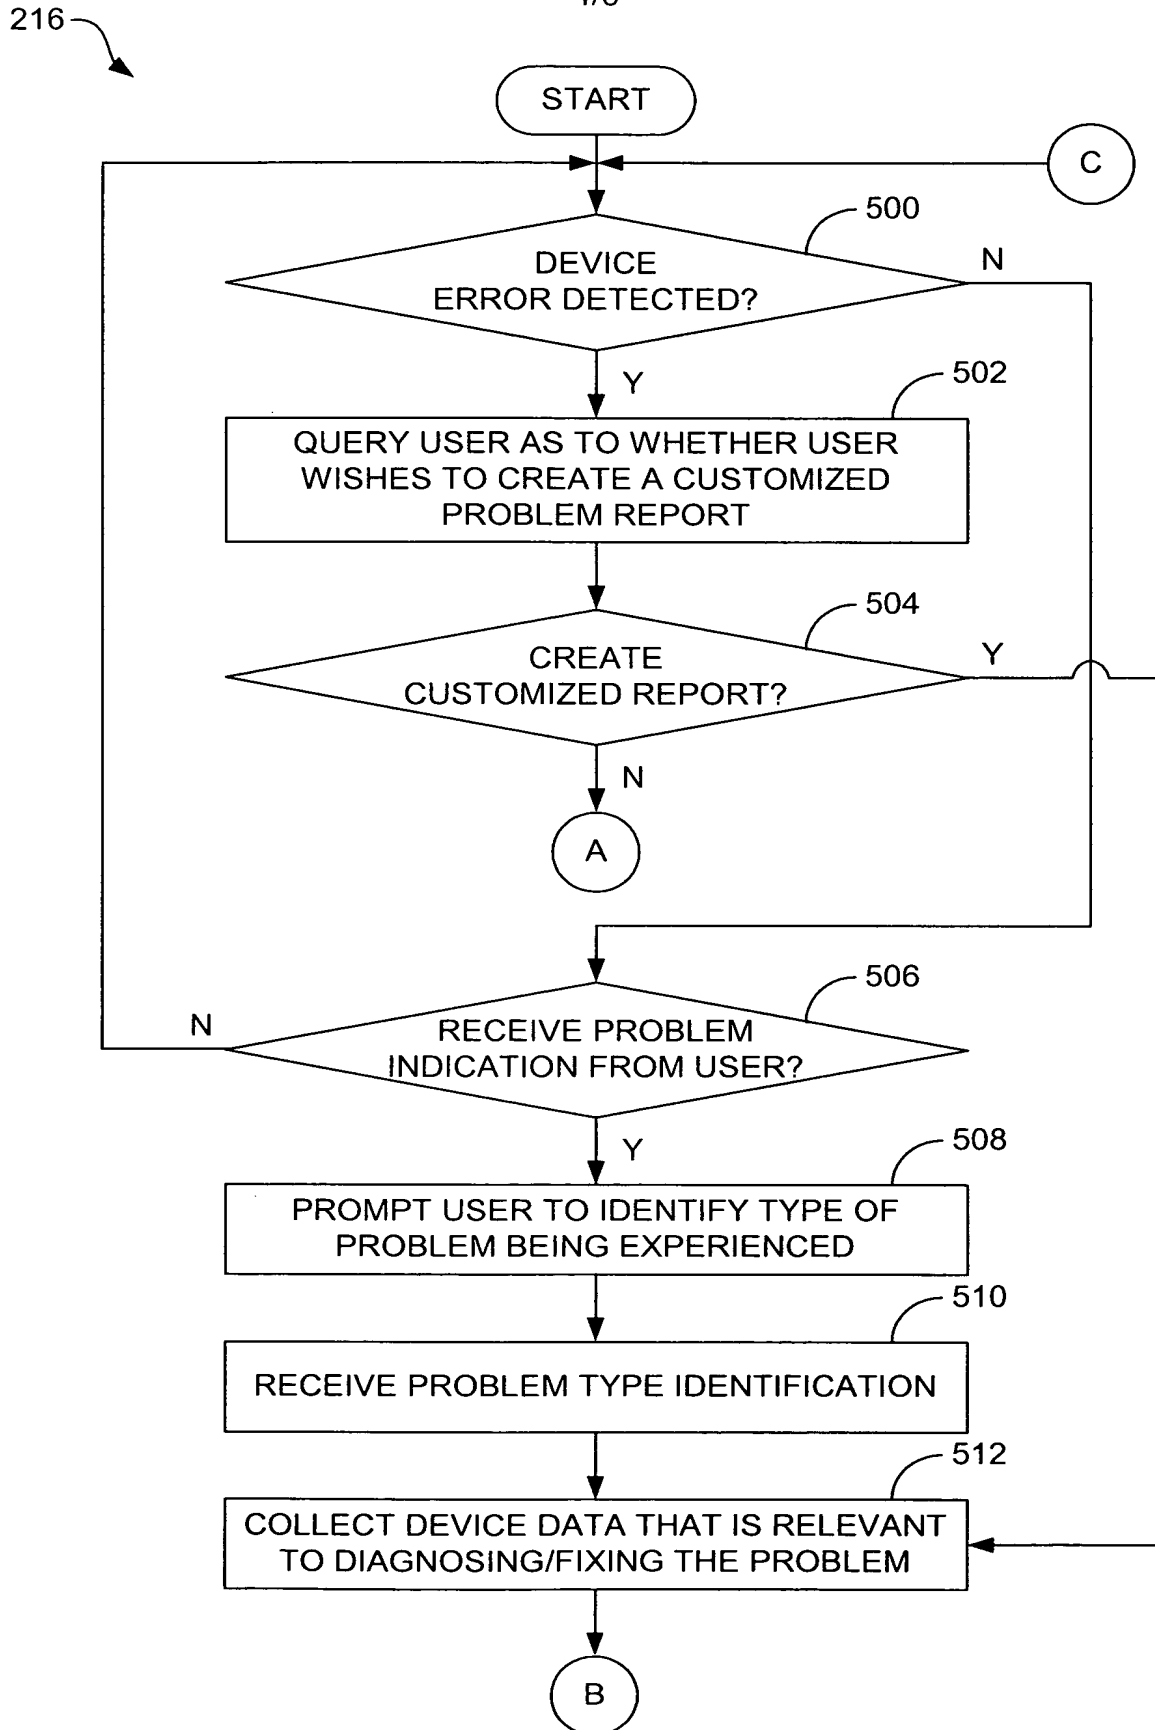 216
START
C
500
DEVICE
ERROR DETECTED?
N
Y
502
QUERY USER AS TO WHETHER USER
WISHES TO CREATE A CUSTOMIZED
PROBLEM REPORT
504
CREATE
CUSTOMIZED REPORT?
Y
N
A
506
RECEIVE PROBLEM
INDICATION FROM USER?
N
Y
508
PROMPT USER TO IDENTIFY TYPE OF
PROBLEM BEING EXPERIENCED
510
RECEIVE PROBLEM TYPE IDENTIFICATION
512
COLLECT DEVICE DATA THAT IS RELEVANT
TO DIAGNOSING/FIXING THE PROBLEM
B